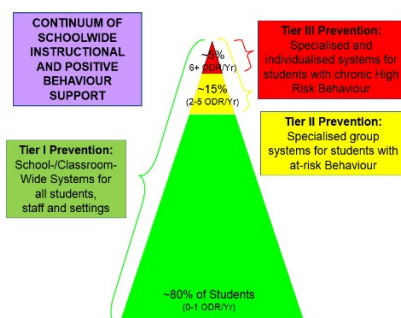 CONTINUUM OF
SCHOOLWIDE
INSTRUCTIONAL
AND POSITIVE
BEHAVIOUR
SUPPORT
~5%
6+ ODR/Yr)
Tier III Prevention:
Specialised and
individualised systems for
students with chronic High
Risk Behaviour
~15%
(2-5 ODR/Yr)
Tier II Prevention:
Specialised group
systems for students with
at-risk Behaviour
Tier I Prevention:
School-/Classroom-
Wide Systems for
all students,
staff and settings
~80% of Students
(0-1 ODR/Yr)